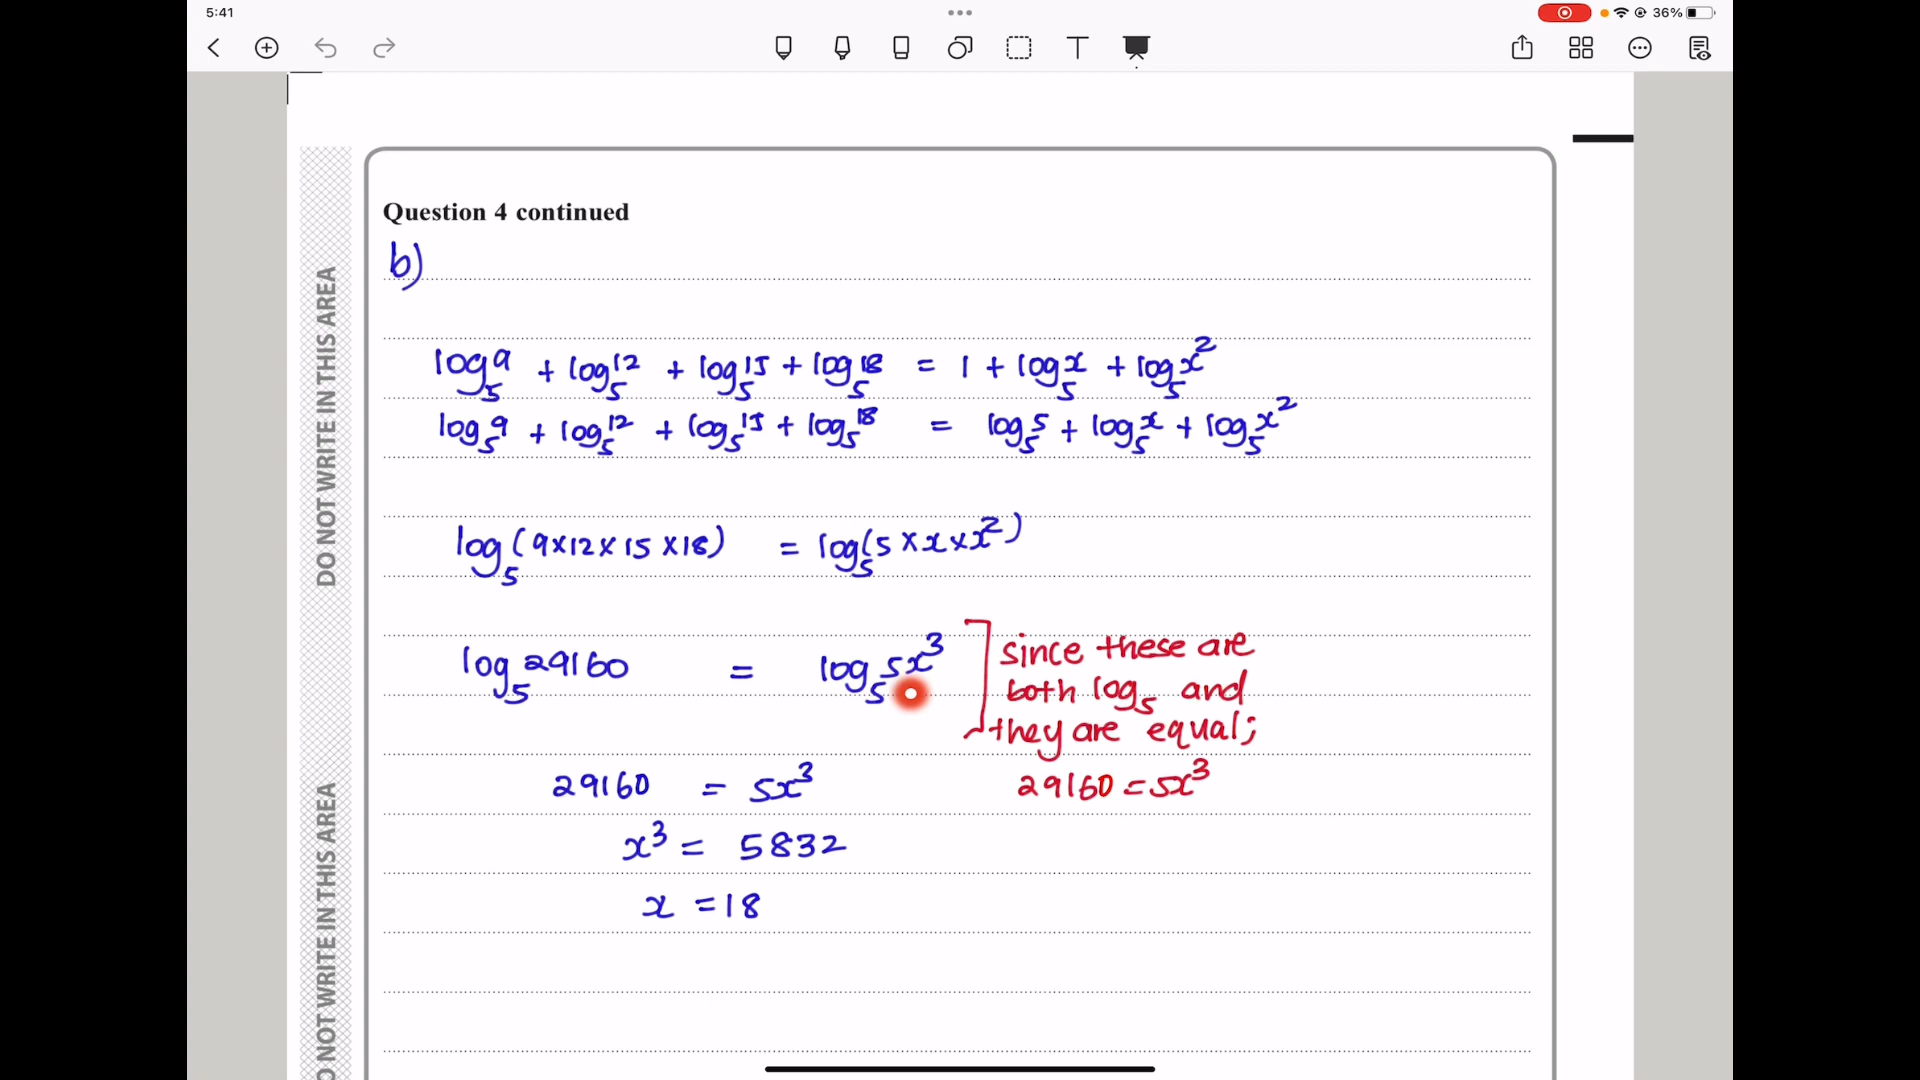 5:41
36%
Question 4 continued
b)
log₅9 + log₅12 + log₅15 + log₅18 = 1 + log₅x + log₅x²
log₅9 + log₅12 + log₅15 + log₅18 = log₅5 + log₅x + log₅x²
log₅(9×12×15×18) = log₅(5×x×x²)
log₅29160 = log₅5x³
since these are
both log₅ and
they are equal;
29160 = 5x³
29160 = 5x³
x³ = 5832
x = 18
DO NOT WRITE IN THIS AREA
O NOT WRITE IN THIS AREA